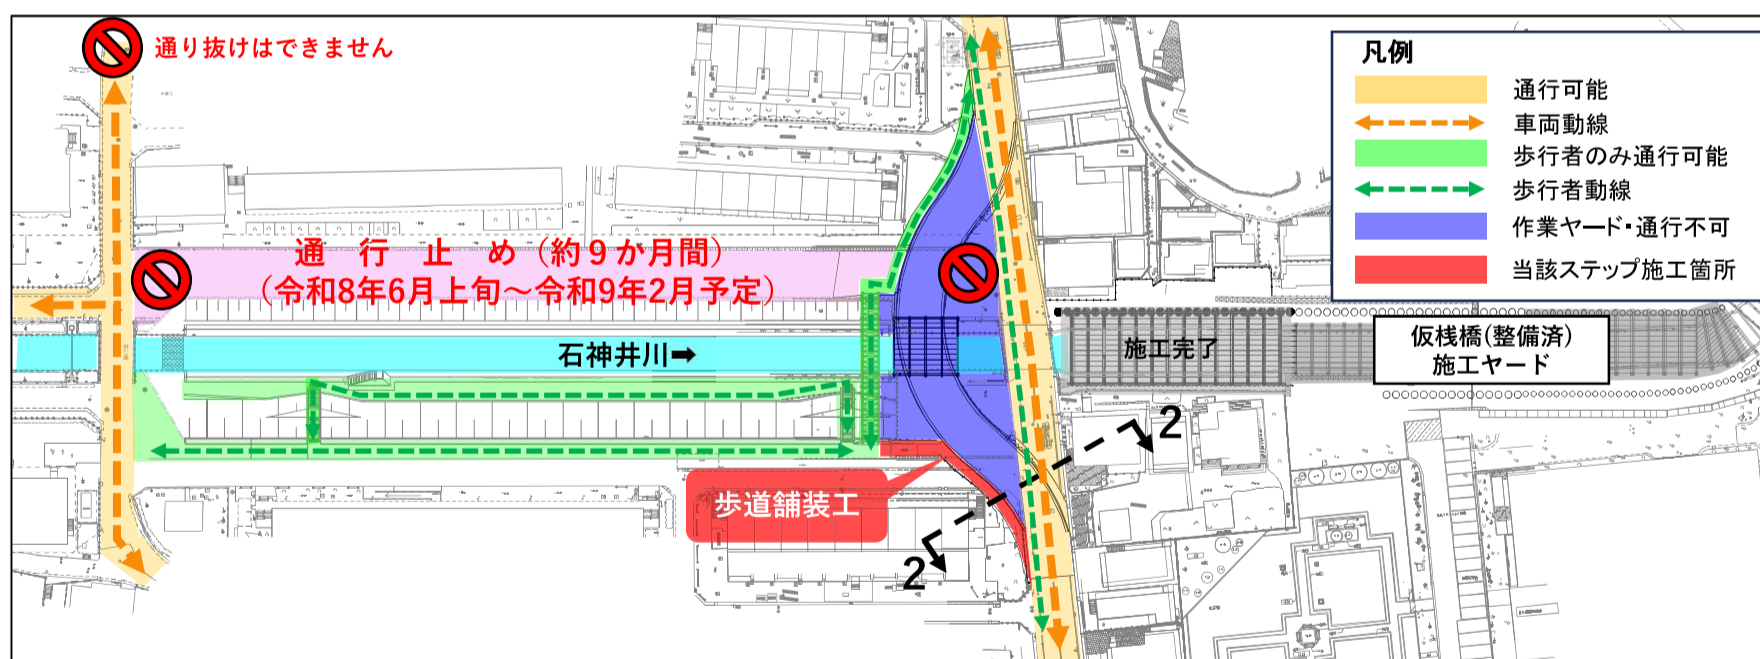 通り抜けはできません
凡例
通行可能
車両動線
歩行者のみ通行可能
歩行者動線
作業ヤード・通行不可
当該ステップ施工箇所
通行止め（約９か月間）
（令和8年6月上旬～令和9年2月予定）
石神井川➡
施工完了
仮桟橋(整備済)
施工ヤード
歩道舗装工
2
2